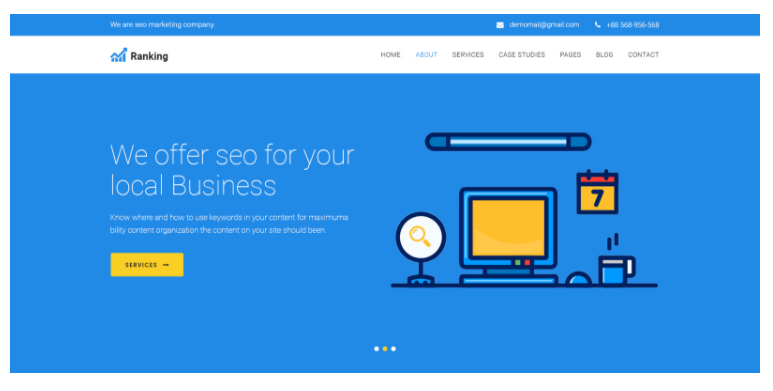 We are seo marketing company.
demomail@gmail.com
+88 568-956-568
Ranking
HOME ABOUT SERVICES CASE STUDIES PAGES BLOG CONTACT
We offer seo for your
local Business
Know where and how to use keywords in your content for maximuma
bility content organization the content on your site should been.
SERVICES →
7